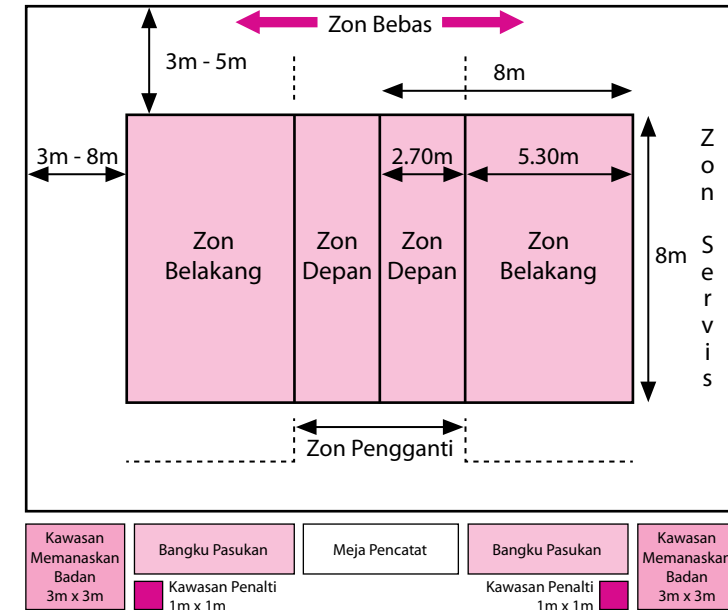 Zon Bebas
3m - 5m
8m
3m - 8m
2.70m
5.30m
Zon
Belakang
Zon
Depan
Zon
Depan
Zon
Belakang
8m
Zon Servis
Zon Pengganti
Kawasan
Memanaskan
Badan
3m x 3m
Bangku Pasukan
Meja Pencatat
Bangku Pasukan
Kawasan
Memanaskan
Badan
3m x 3m
Kawasan Penalti
1m x 1m
Kawasan Penalti
1m x 1m